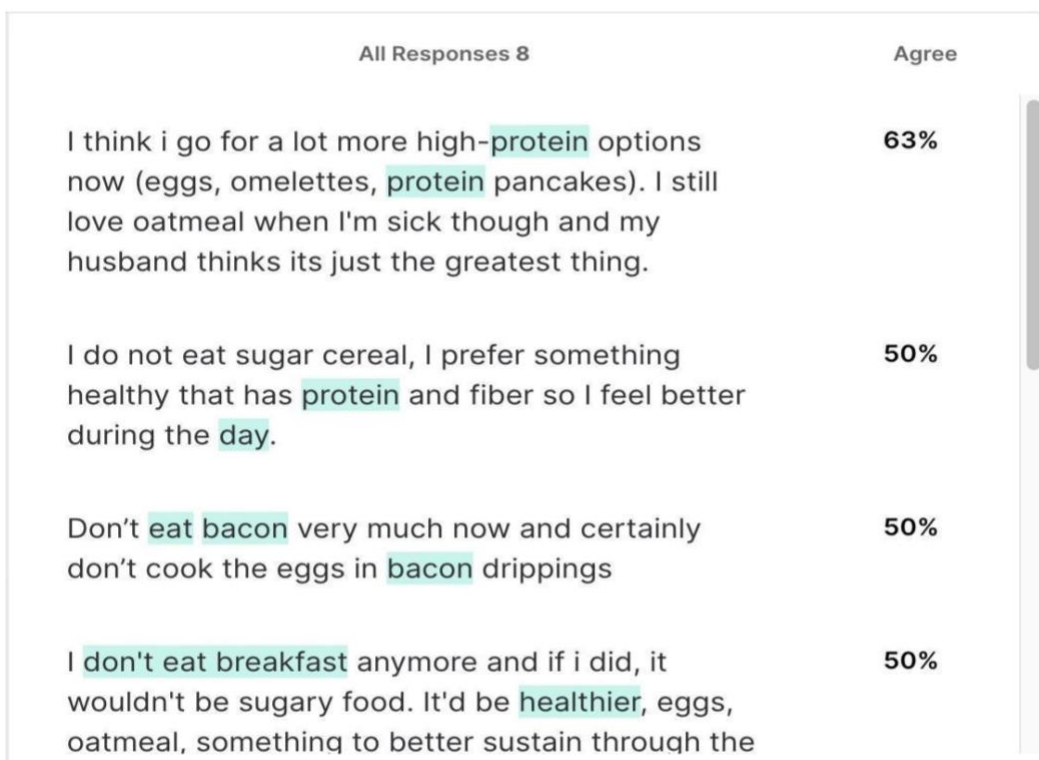 All Responses 8 Agree
I think i go for a lot more high-protein options 63%
now (eggs, omelettes, protein pancakes). I still
love oatmeal when I'm sick though and my
husband thinks its just the greatest thing.
I do not eat sugar cereal, I prefer something 50%
healthy that has protein and fiber so I feel better
during the day.
Don’t eat bacon very much now and certainly 50%
don’t cook the eggs in bacon drippings
I don't eat breakfast anymore and if i did, it 50%
wouldn't be sugary food. It'd be healthier, eggs,
oatmeal, something to better sustain through the